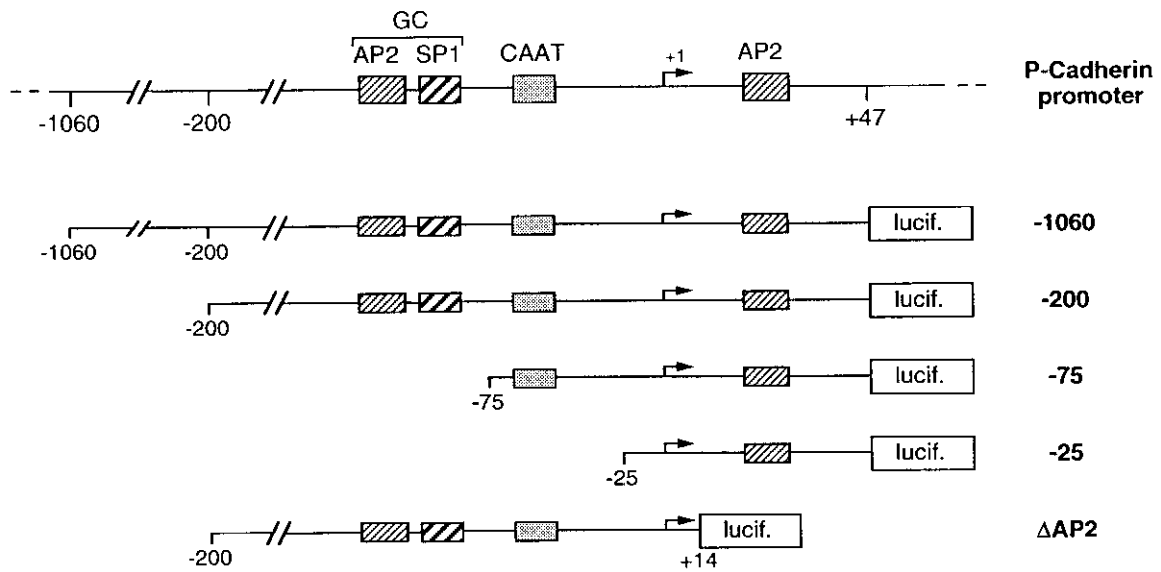 GC
AP2 SP1 CAAT +1 AP2
P-Cadherin
promoter
-1060 -200 +47
lucif. -1060
-1060 -200
lucif. -200
-200
lucif. -75
-75
lucif. -25
-25
lucif. ΔAP2
-200 +14